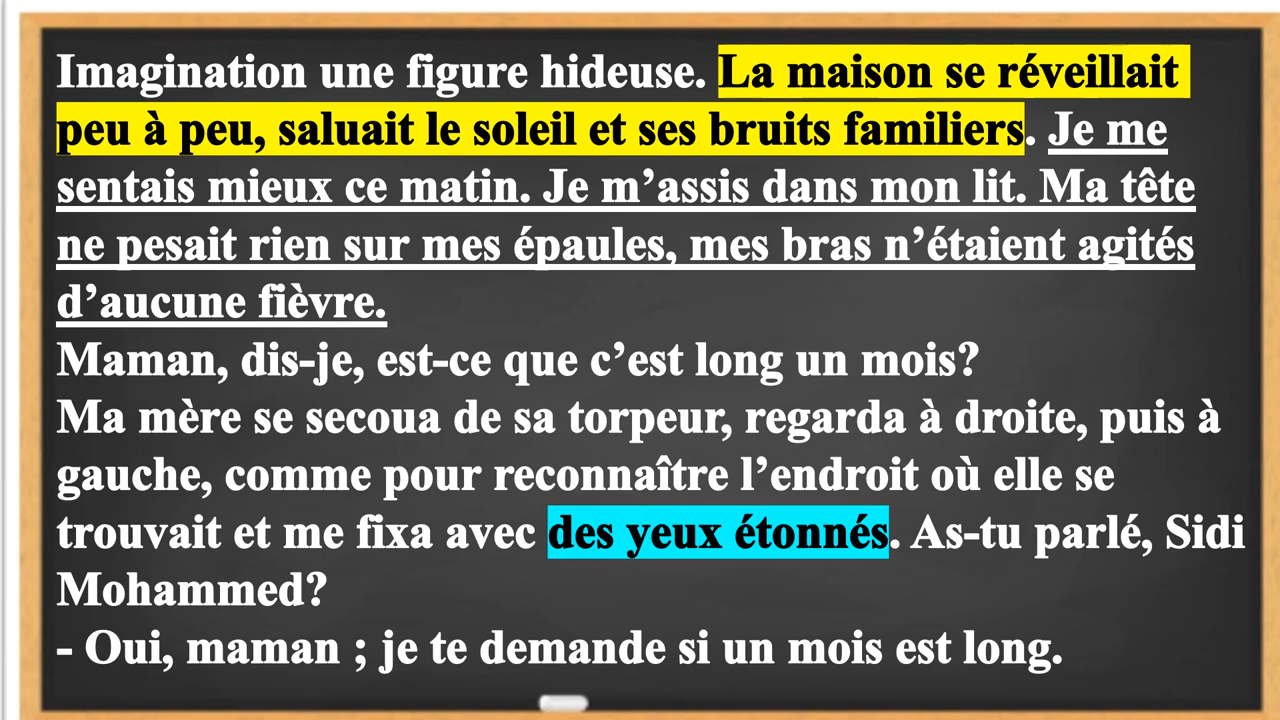 Imagination une figure hideuse. La maison se réveillait
peu à peu, saluait le soleil et ses bruits familiers. Je me
sentais mieux ce matin. Je m’assis dans mon lit. Ma tête
ne pesait rien sur mes épaules, mes bras n’étaient agités
d’aucune fièvre.
Maman, dis-je, est-ce que c’est long un mois?
Ma mère se secoua de sa torpeur, regarda à droite, puis à
gauche, comme pour reconnaître l’endroit où elle se
trouvait et me fixa avec des yeux étonnés. As-tu parlé, Sidi
Mohammed?
- Oui, maman ; je te demande si un mois est long.